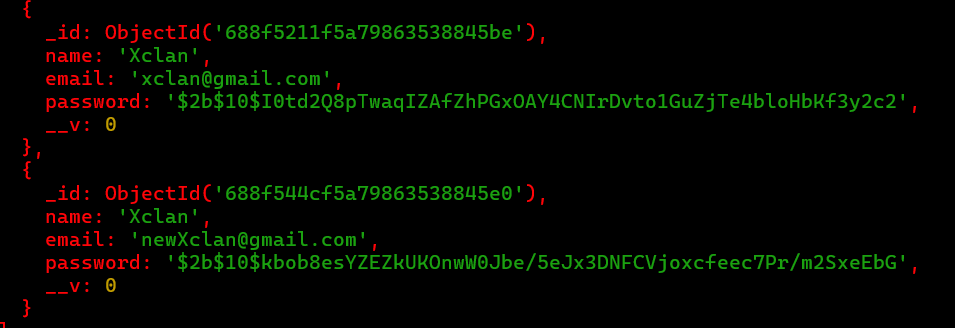 {
_id: ObjectId('688f5211f5a79863538845be'),
name: 'Xclan',
email: 'xclan@gmail.com',
password: '$2b$10$I0td2Q8pTwaqIZAfZhPGxOAY4CNIrDvto1GuZjTe4bloHbKf3y2c2',
__v: 0
},
{
_id: ObjectId('688f544cf5a79863538845e0'),
name: 'Xclan',
email: 'newXclan@gmail.com',
password: '$2b$10$kbob8esYZEZkUKOnwW0Jbe/5eJx3DNFCVjoxcfeec7Pr/m2SxeEbG',
__v: 0
}
]